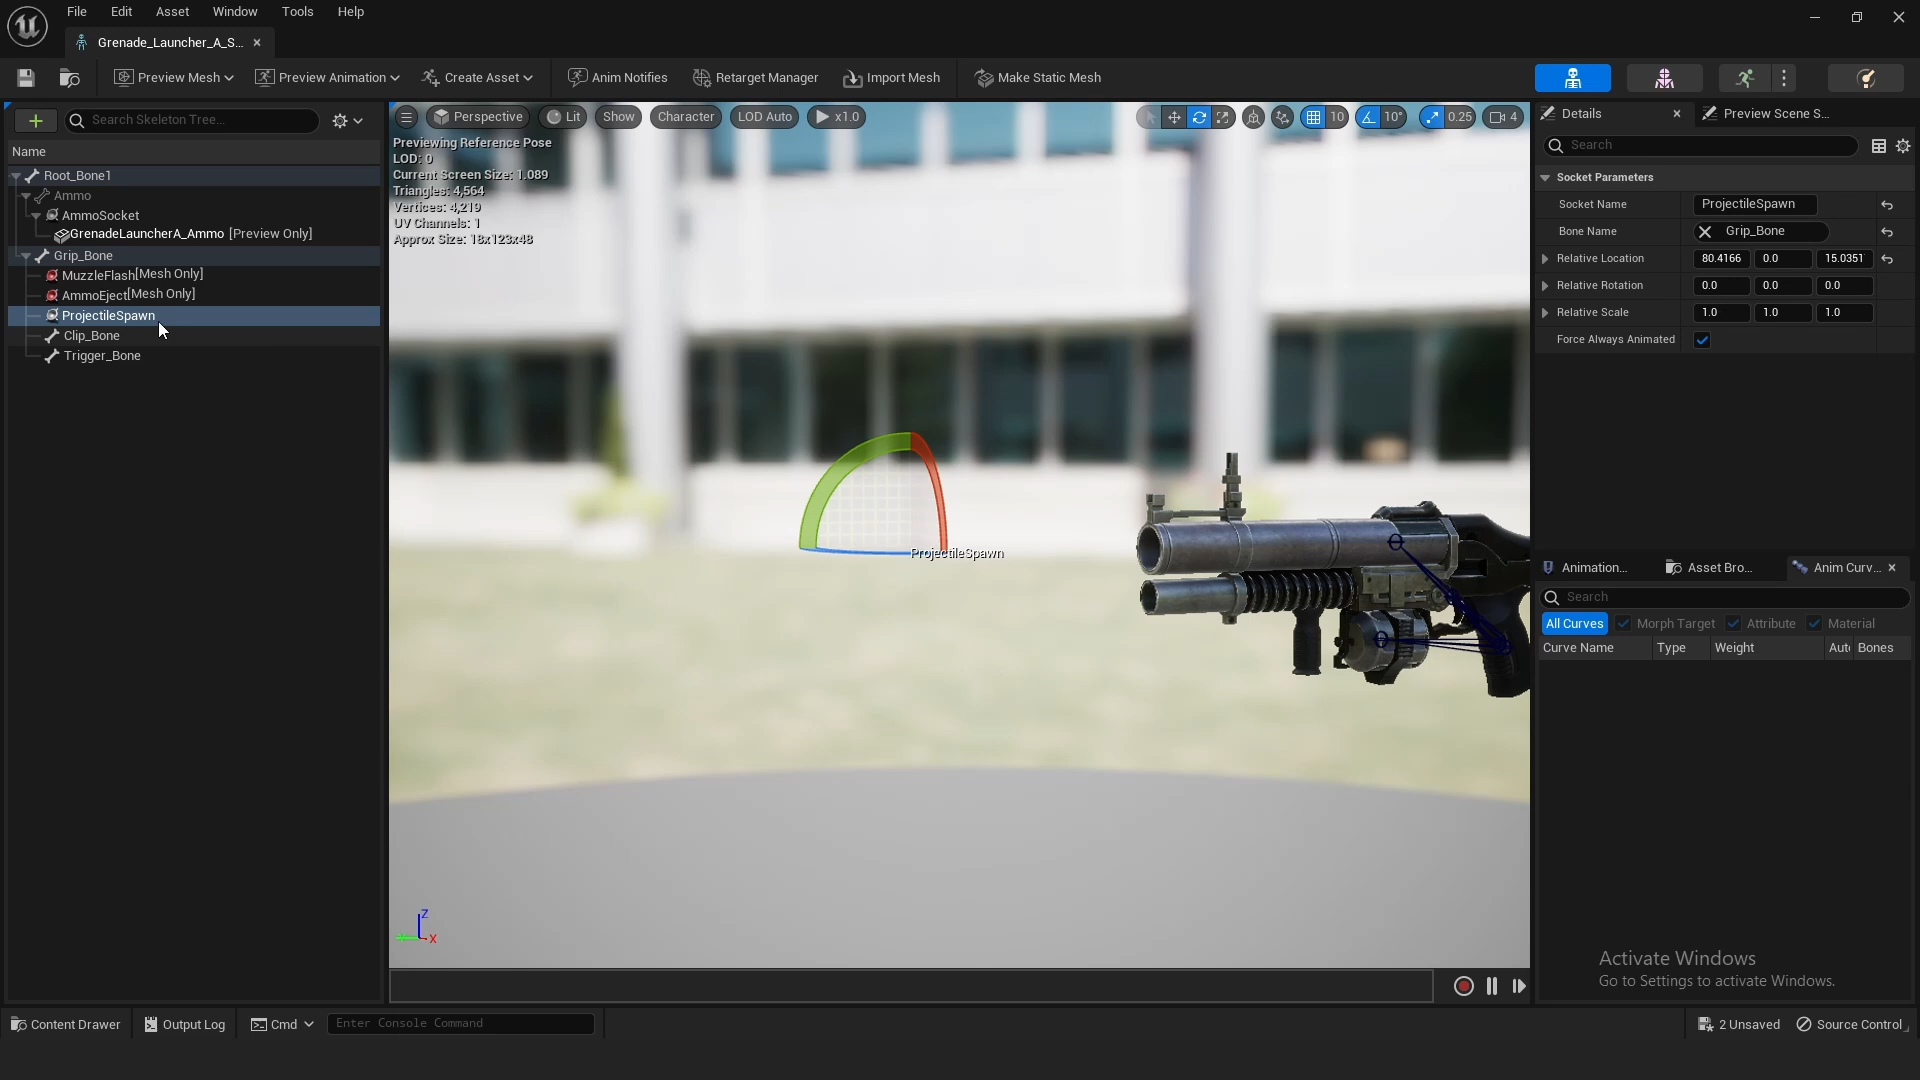 File Edit Asset Window Tools Help
Grenade_Launcher_A_S...
Preview Mesh Preview Animation Create Asset Anim Notifies Retarget Manager Import Mesh Make Static Mesh
Search Skeleton Tree...
Name
Root_Bone1
Ammo
AmmoSocket
GrenadeLauncherA_Ammo [Preview Only]
Grip_Bone
MuzzleFlash[Mesh Only]
AmmoEject[Mesh Only]
ProjectileSpawn
Clip_Bone
Trigger_Bone
Perspective Lit Show Character LOD Auto x1.0 10 10° 0.25 4
Previewing Reference Pose
LOD: 0
Current Screen Size: 1.089
Triangles: 4,564
Vertices: 4,219
UV Channels: 1
Approx Size: 18x123x48
ProjectileSpawn
Z
X
Details Preview Scene S...
Search
Socket Parameters
Socket Name ProjectileSpawn
Bone Name Grip_Bone
Relative Location 80.4166 0.0 15.0351
Relative Rotation 0.0 0.0 0.0
Relative Scale 1.0 1.0 1.0
Force Always Animated
Animation... Asset Bro... Anim Curv...
Search
All Curves Morph Target Attribute Material
Curve Name Type Weight Aut Bones
Activate Windows
Go to Settings to activate Windows.
Content Drawer Output Log Cmd Enter Console Command 2 Unsaved Source Control